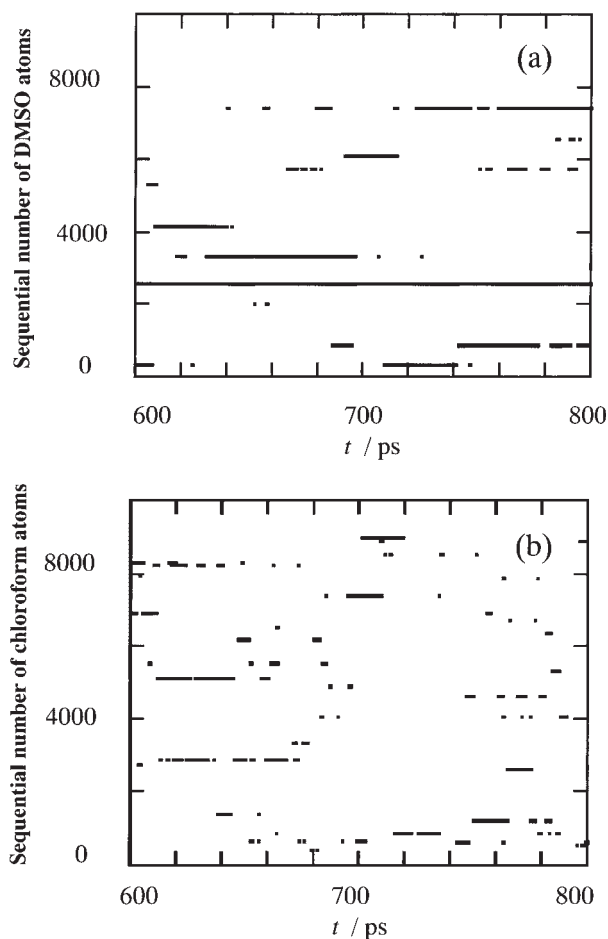 (a)
Sequential number of DMSO atoms
8000
4000
0
600
700
800
t / ps
(b)
Sequential number of chloroform atoms
8000
4000
0
600
700
800
t / ps